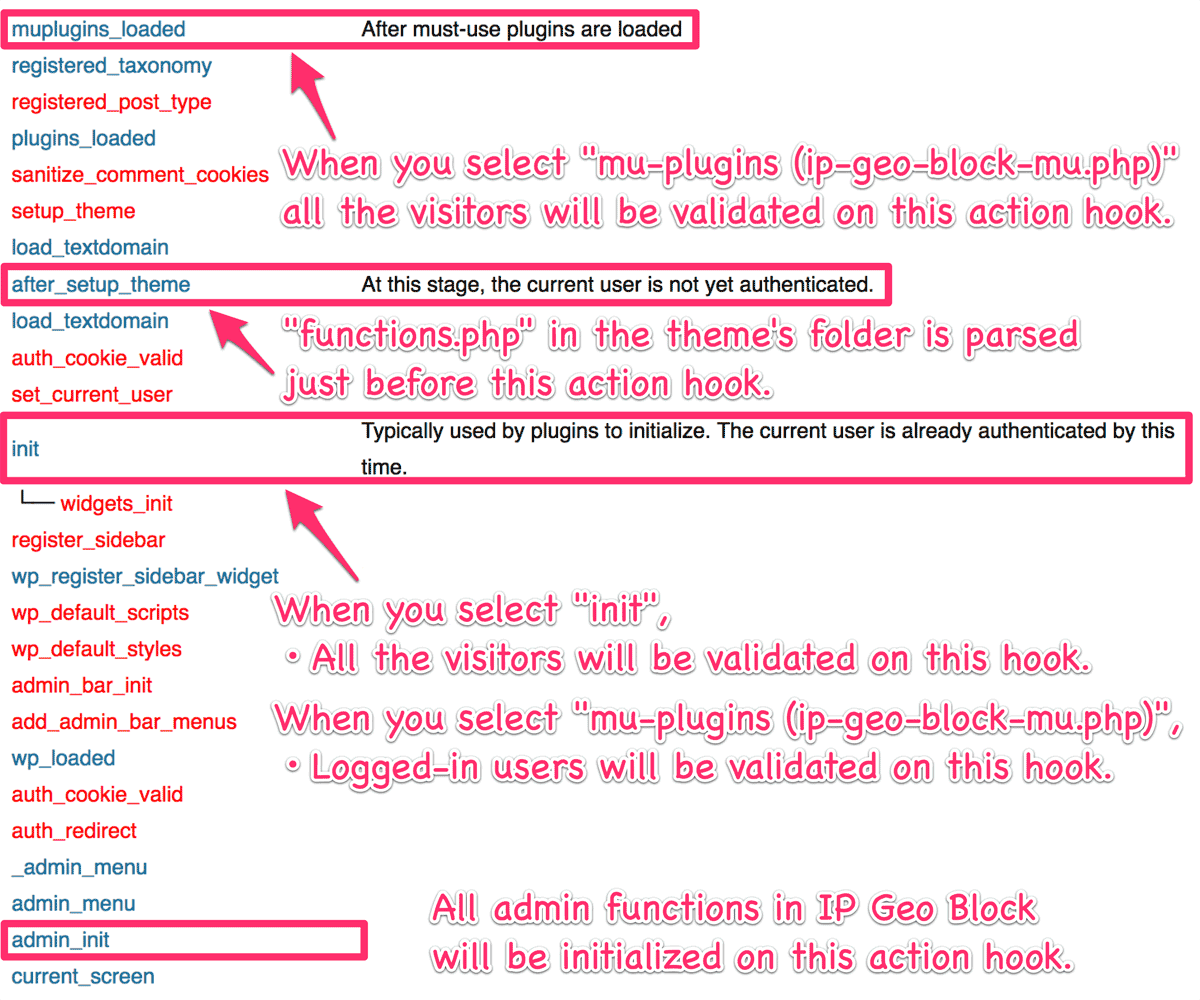 muplugins_loaded After must-use plugins are loaded
registered_taxonomy
registered_post_type
plugins_loaded
When you select "mu-plugins (ip-geo-block-mu.php)"
sanitize_comment_cookies
all the visitors will be validated on this action hook.
setup_theme
load_textdomain
after_setup_theme At this stage, the current user is not yet authenticated.
load_textdomain
"functions.php" in the theme's folder is parsed
auth_cookie_valid
just before this action hook.
set_current_user
init Typically used by plugins to initialize. The current user is already authenticated by this
time.
widgets_init
register_sidebar
wp_register_sidebar_widget
When you select "init",
wp_default_scripts
・All the visitors will be validated on this hook.
wp_default_styles
admin_bar_init
When you select "mu-plugins (ip-geo-block-mu.php)",
add_admin_bar_menus
wp_loaded
・Logged-in users will be validated on this hook.
auth_cookie_valid
auth_redirect
_admin_menu
admin_menu
All admin functions in IP Geo Block
admin_init
will be initialized on this action hook.
current_screen